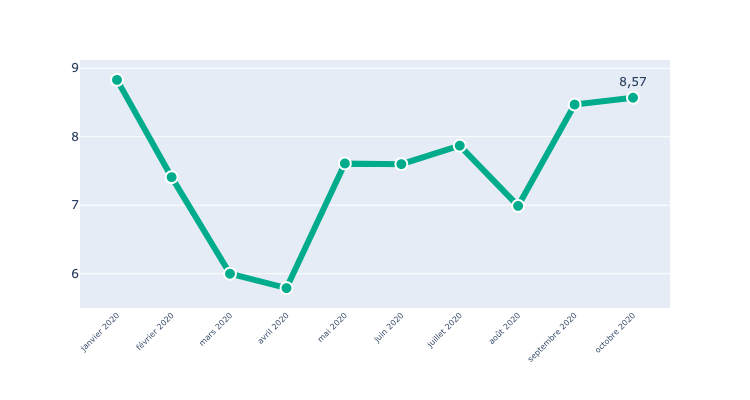 9
8,57
8
7
6
janvier 2020
février 2020
mars 2020
avril 2020
mai 2020
juin 2020
juillet 2020
août 2020
septembre 2020
octobre 2020